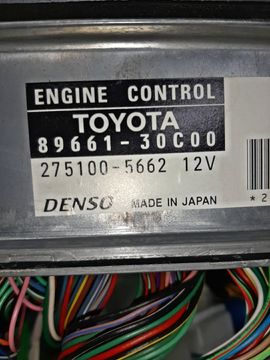 ENGINE CONTROL
TOYOTA
89661-30C00
275100-5662 12V
DENSO MADE IN JAPAN